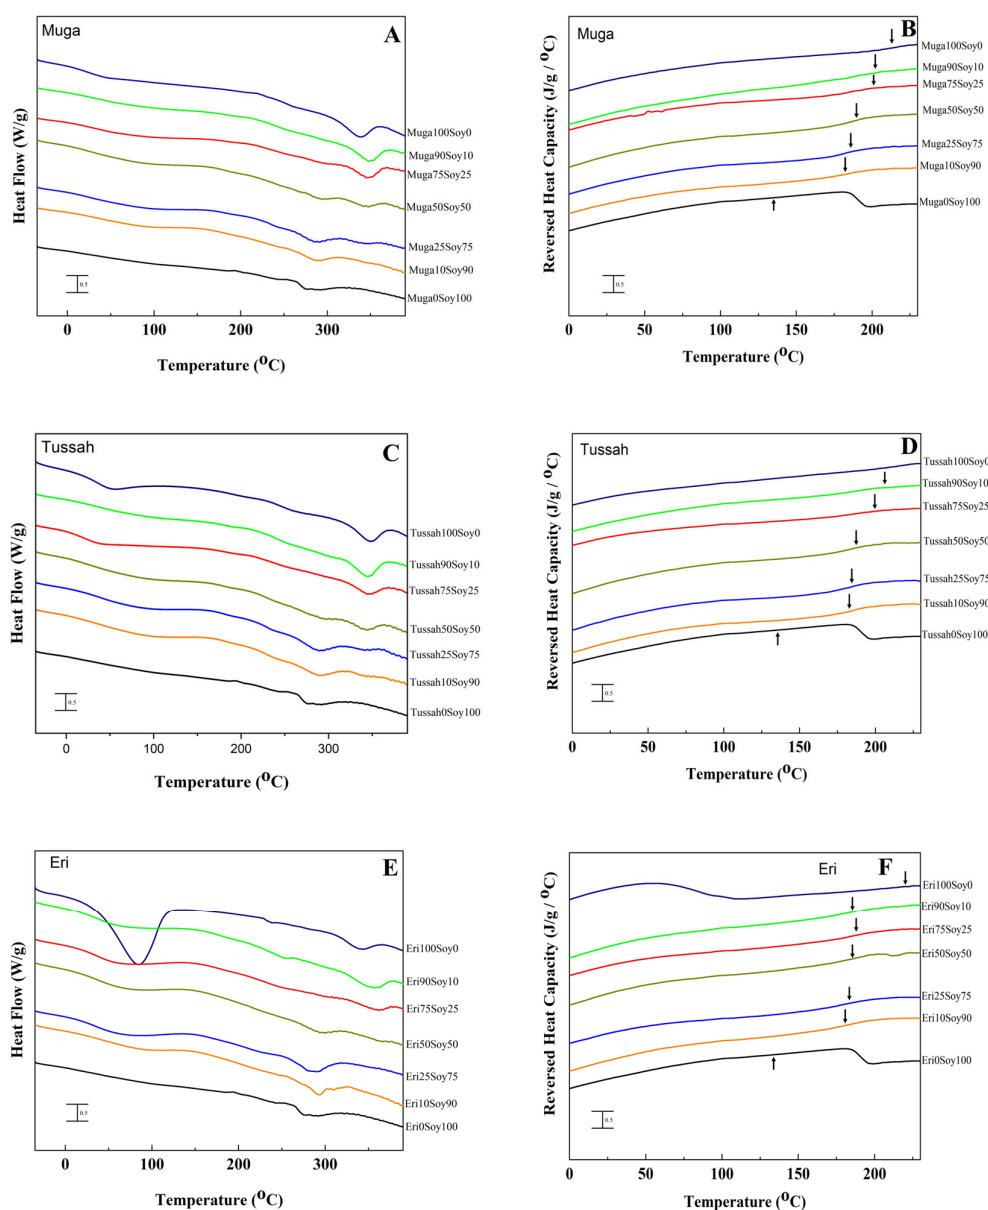 Muga
A
Heat Flow (W/g)
Muga100Soy0
Muga90Soy10
Muga75Soy25
Muga50Soy50
Muga25Soy75
Muga10Soy90
Muga0Soy100
0.5
0 100 200 300
Temperature (°C)
Muga
B
Reversed Heat Capacity (J/g / °C)
Muga100Soy0
Muga90Soy10
Muga75Soy25
Muga50Soy50
Muga25Soy75
Muga10Soy90
Muga0Soy100
0.5
0 50 100 150 200
Temperature (°C)
Tussah
C
Heat Flow (W/g)
Tussah100Soy0
Tussah90Soy10
Tussah75Soy25
Tussah50Soy50
Tussah25Soy75
Tussah10Soy90
Tussah0Soy100
0.5
0 100 200 300
Temperature (°C)
Tussah
D
Reversed Heat Capacity (J/g / °C)
Tussah100Soy0
Tussah90Soy10
Tussah75Soy25
Tussah50Soy50
Tussah25Soy75
Tussah10Soy90
Tussah0Soy100
0.5
0 50 100 150 200
Temperature (°C)
Eri
E
Heat Flow (W/g)
Eri100Soy0
Eri90Soy10
Eri75Soy25
Eri50Soy50
Eri25Soy75
Eri10Soy90
Eri0Soy100
0.5
0 100 200 300
Temperature (°C)
Eri
F
Reversed Heat Capacity (J/g / °C)
Eri100Soy0
Eri90Soy10
Eri75Soy25
Eri50Soy50
Eri25Soy75
Eri10Soy90
Eri0Soy100
0.5
0 50 100 150 200
Temperature (°C)